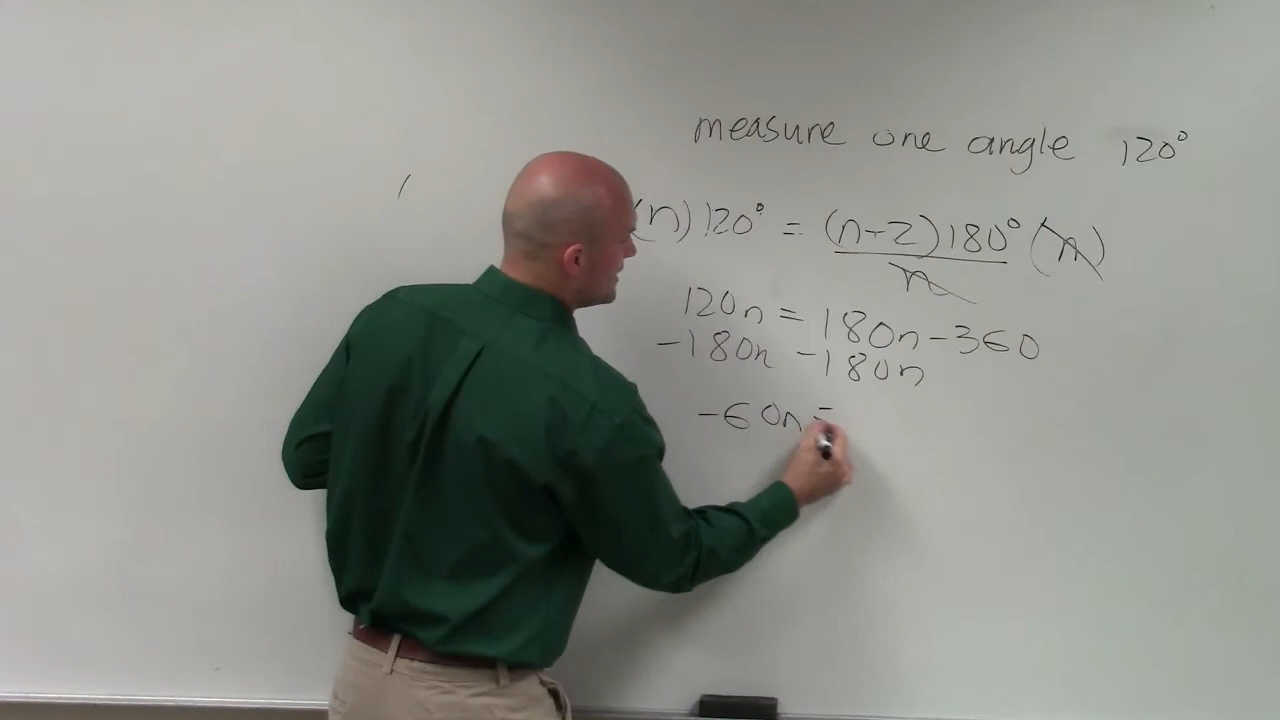 measure one angle 120°
(n)120° = (n-2)180° (n)
n
120n = 180n-360
-180n -180n
-60n =